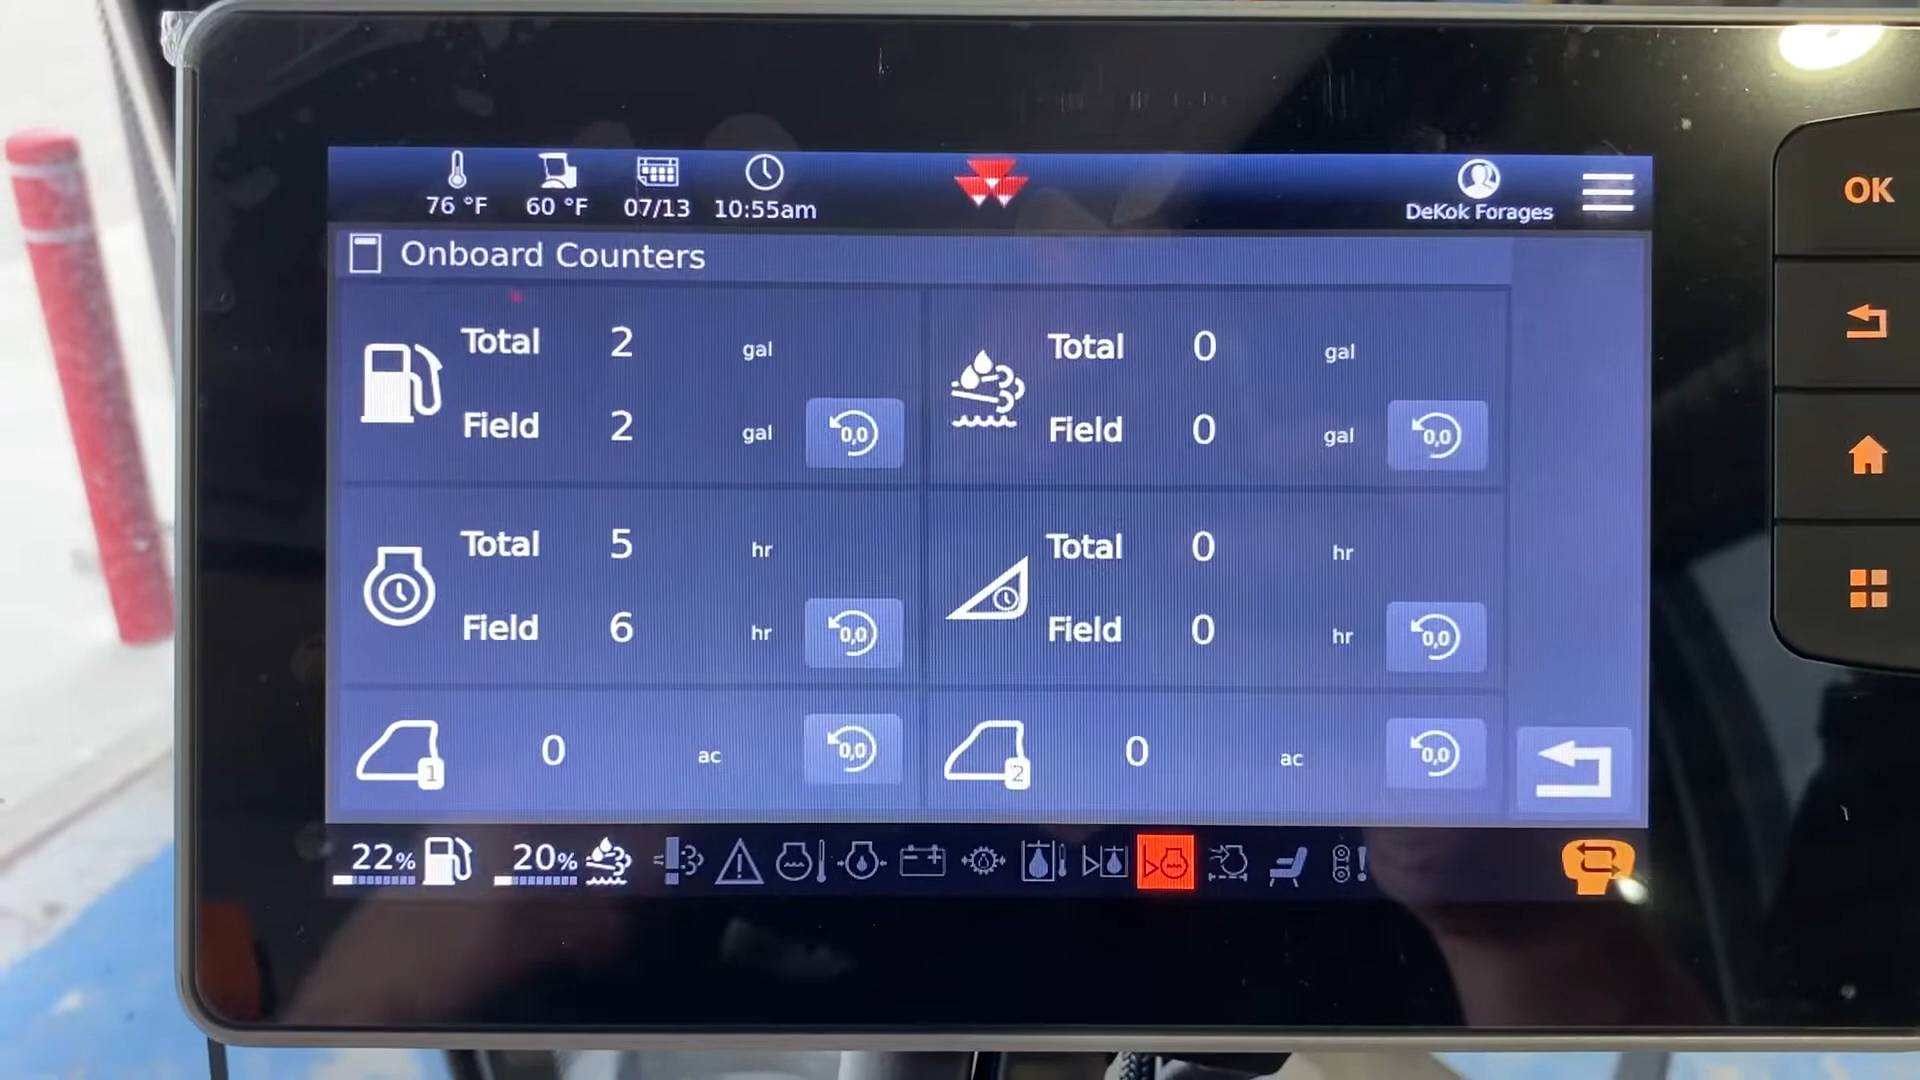 76 °F 60 °F 07/13 10:55am DeKok Forages
OK
Onboard Counters
Total 2 gal
Field 2 gal 0,0
Total 0 gal
Field 0 gal 0,0
Total 5 hr
Field 6 hr 0,0
Total 0 hr
Field 0 hr 0,0
1 0 ac 0,0
2 0 ac 0,0
22% 20%